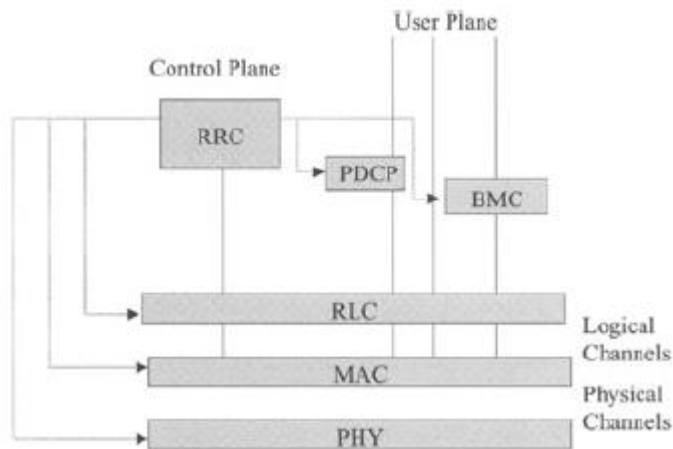 User Plane
Control Plane
RRC
PDCP
BMC
RLC
Logical
Channels
MAC
Physical
Channels
PHY